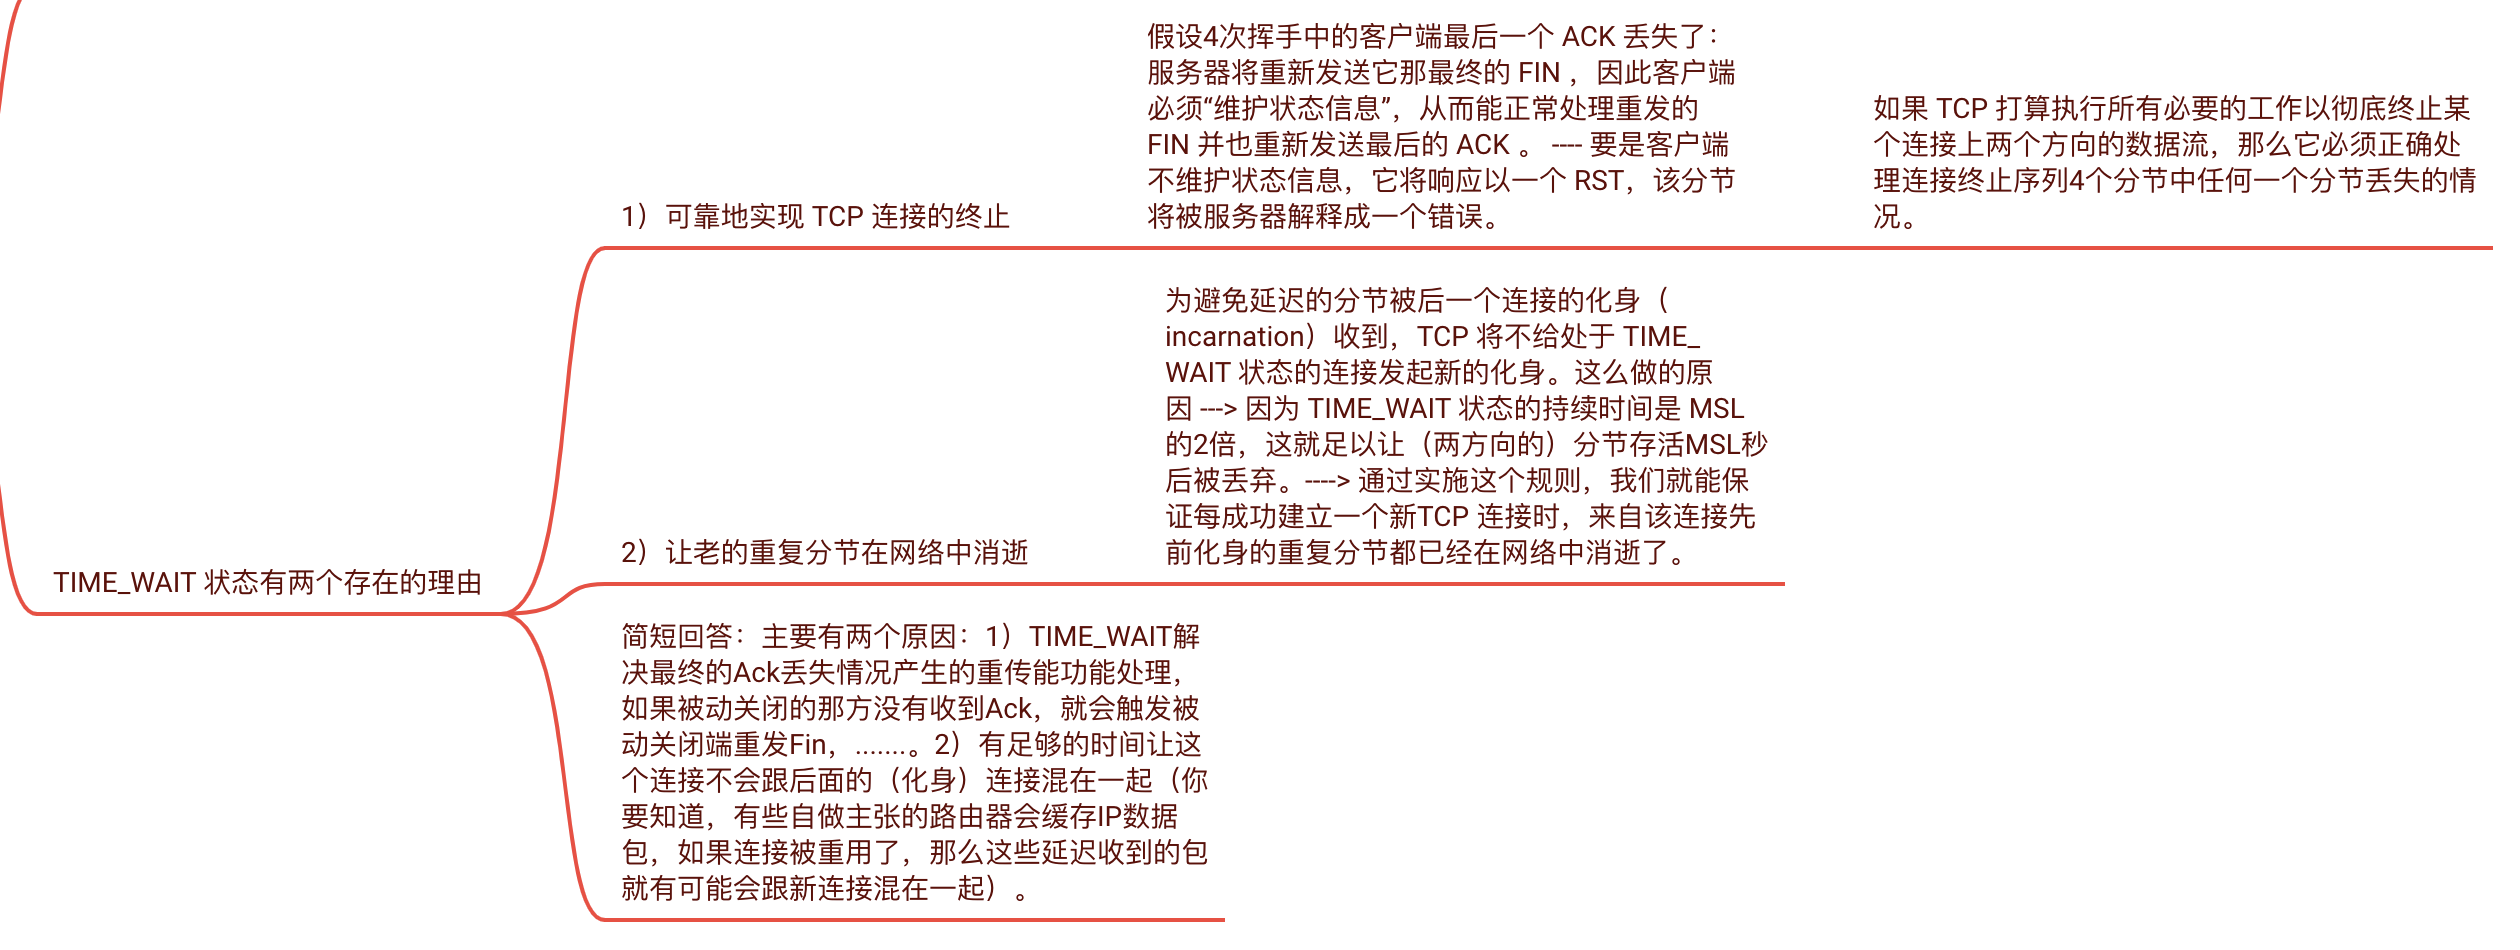 TIME_WAIT 状态有两个存在的理由
1）可靠地实现 TCP 连接的终止
假设4次挥手中的客户端最后一个 ACK 丢失了：
服务器将重新发送它那最终的 FIN ，因此客户端
必须“维护状态信息”，从而能正常处理重发的
FIN 并也重新发送最后的 ACK 。 ---- 要是客户端
不维护状态信息，它将响应以一个 RST，该分节
将被服务器解释成一个错误。
如果 TCP 打算执行所有必要的工作以彻底终止某
个连接上两个方向的数据流，那么它必须正确处
理连接终止序列4个分节中任何一个分节丢失的情
况。
2）让老的重复分节在网络中消逝
为避免延迟的分节被后一个连接的化身（
incarnation）收到，TCP 将不给处于 TIME_
WAIT 状态的连接发起新的化身。这么做的原
因 ---> 因为 TIME_WAIT 状态的持续时间是 MSL
的2倍，这就足以让（两方向的）分节存活MSL秒
后被丢弃。----> 通过实施这个规则，我们就能保
证每成功建立一个新TCP 连接时，来自该连接先
前化身的重复分节都已经在网络中消逝了。
简短回答：主要有两个原因：1）TIME_WAIT解
决最终的Ack丢失情况产生的重传能功能处理，
如果被动关闭的那方没有收到Ack，就会触发被
动关闭端重发Fin，.......。2）有足够的时间让这
个连接不会跟后面的（化身）连接混在一起（你
要知道，有些自做主张的路由器会缓存IP数据
包，如果连接被重用了，那么这些延迟收到的包
就有可能会跟新连接混在一起）。